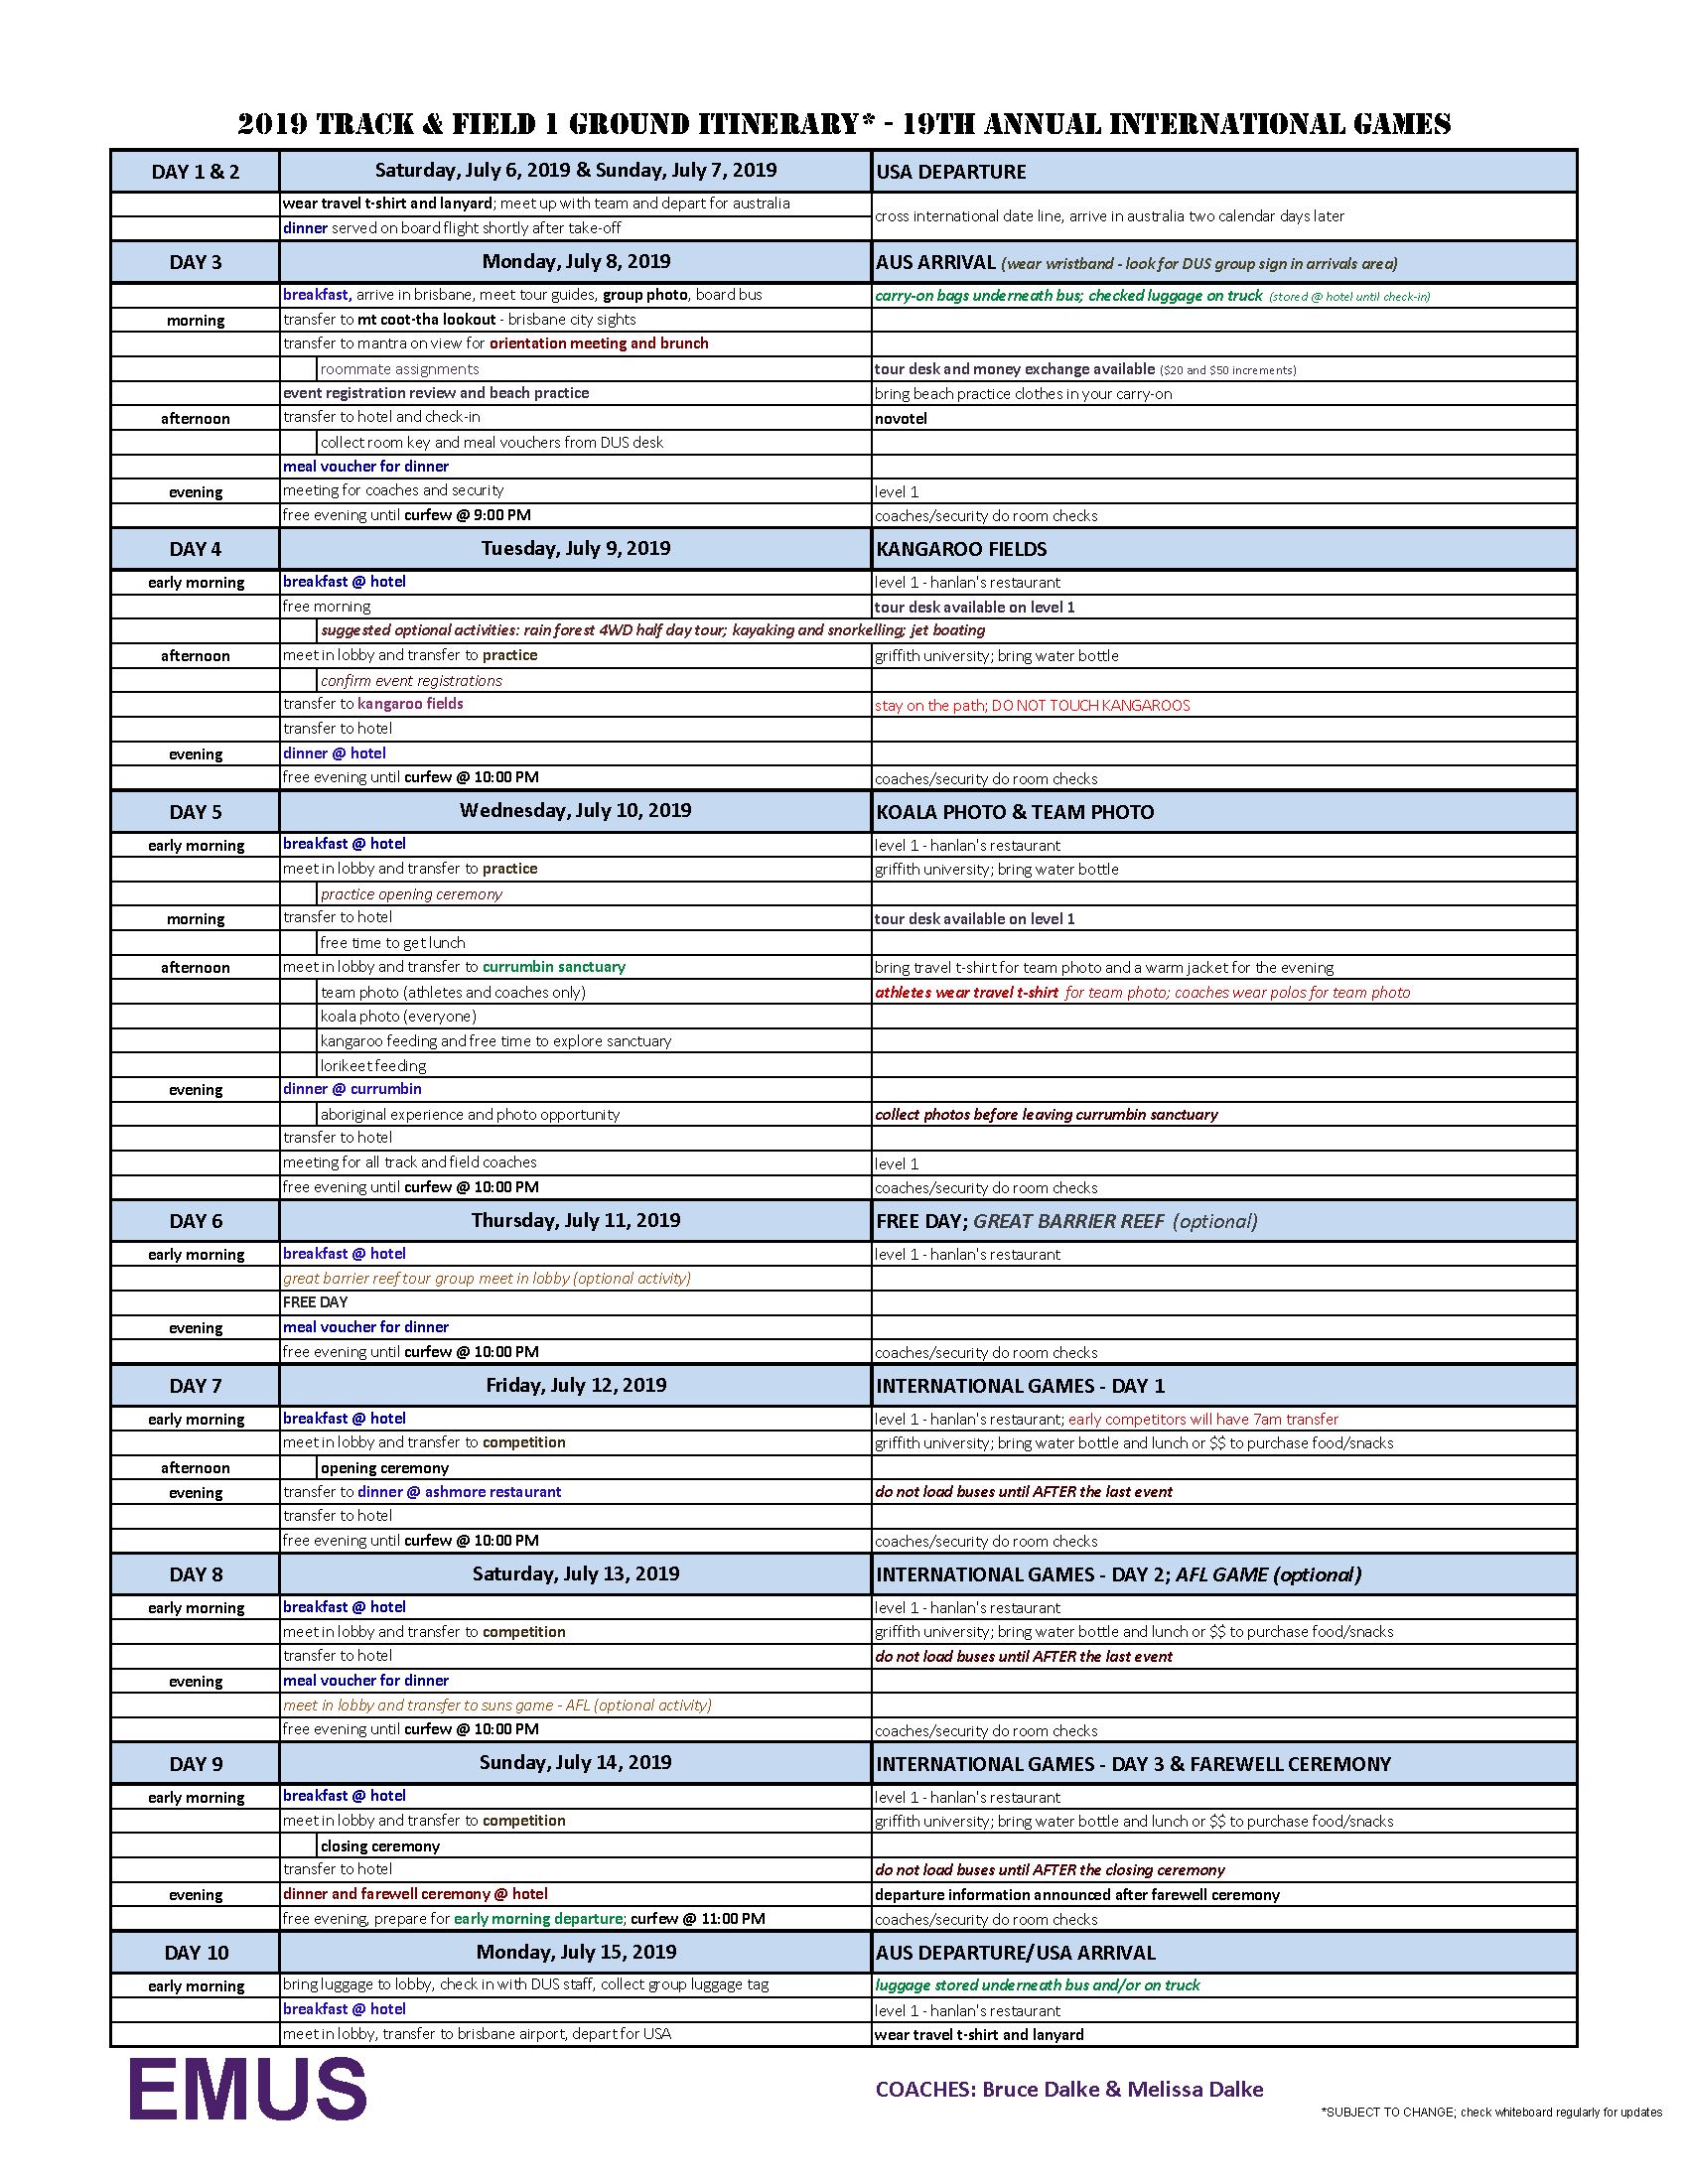 2019 TRACK & FIELD 1 GROUND ITINERARY* - 19TH ANNUAL INTERNATIONAL GAMES
DAY 1 & 2 Saturday, July 6, 2019 & Sunday, July 7, 2019 USA DEPARTURE
wear travel t-shirt and lanyard; meet up with team and depart for australia
cross international date line, arrive in australia two calendar days later
dinner served on board flight shortly after take-off
DAY 3 Monday, July 8, 2019 AUS ARRIVAL (wear wristband - look for DUS group sign in arrivals area)
breakfast, arrive in brisbane, meet tour guides, group photo, board bus carry-on bags underneath bus; checked luggage on truck (stored @ hotel until check-in)
morning transfer to mt coot-tha lookout - brisbane city sights
transfer to mantra on view for orientation meeting and brunch
roommate assignments tour desk and money exchange available ($20 and $50 increments)
event registration review and beach practice bring beach practice clothes in your carry-on
afternoon transfer to hotel and check-in novotel
collect room key and meal vouchers from DUS desk
meal voucher for dinner
evening meeting for coaches and security level 1
free evening until curfew @ 9:00 PM coaches/security do room checks
DAY 4 Tuesday, July 9, 2019 KANGAROO FIELDS
early morning breakfast @ hotel level 1 - hanlan's restaurant
free morning tour desk available on level 1
suggested optional activities: rain forest 4WD half day tour; kayaking and snorkelling; jet boating
afternoon meet in lobby and transfer to practice griffith university; bring water bottle
confirm event registrations
transfer to kangaroo fields stay on the path; DO NOT TOUCH KANGAROOS
transfer to hotel
evening dinner @ hotel
free evening until curfew @ 10:00 PM coaches/security do room checks
DAY 5 Wednesday, July 10, 2019 KOALA PHOTO & TEAM PHOTO
early morning breakfast @ hotel level 1 - hanlan's restaurant
meet in lobby and transfer to practice griffith university; bring water bottle
practice opening ceremony
morning transfer to hotel tour desk available on level 1
free time to get lunch
afternoon meet in lobby and transfer to currumbin sanctuary bring travel t-shirt for team photo and a warm jacket for the evening
team photo (athletes and coaches only) athletes wear travel t-shirt for team photo; coaches wear polos for team photo
koala photo (everyone)
kangaroo feeding and free time to explore sanctuary
lorikeet feeding
evening dinner @ currumbin
aboriginal experience and photo opportunity collect photos before leaving currumbin sanctuary
transfer to hotel
meeting for all track and field coaches level 1
free evening until curfew @ 10:00 PM coaches/security do room checks
DAY 6 Thursday, July 11, 2019 FREE DAY; GREAT BARRIER REEF (optional)
early morning breakfast @ hotel level 1 - hanlan's restaurant
great barrier reef tour group meet in lobby (optional activity)
FREE DAY
evening meal voucher for dinner
free evening until curfew @ 10:00 PM coaches/security do room checks
DAY 7 Friday, July 12, 2019 INTERNATIONAL GAMES - DAY 1
early morning breakfast @ hotel level 1 - hanlan's restaurant; early competitors will have 7am transfer
meet in lobby and transfer to competition griffith university; bring water bottle and lunch or $$ to purchase food/snacks
afternoon opening ceremony
evening transfer to dinner @ ashmore restaurant do not load buses until AFTER the last event
transfer to hotel
free evening until curfew @ 10:00 PM coaches/security do room checks
DAY 8 Saturday, July 13, 2019 INTERNATIONAL GAMES - DAY 2; AFL GAME (optional)
early morning breakfast @ hotel level 1 - hanlan's restaurant
meet in lobby and transfer to competition griffith university; bring water bottle and lunch or $$ to purchase food/snacks
transfer to hotel do not load buses until AFTER the last event
evening meal voucher for dinner
meet in lobby and transfer to suns game - AFL (optional activity)
free evening until curfew @ 10:00 PM coaches/security do room checks
DAY 9 Sunday, July 14, 2019 INTERNATIONAL GAMES - DAY 3 & FAREWELL CEREMONY
early morning breakfast @ hotel level 1 - hanlan's restaurant
meet in lobby and transfer to competition griffith university; bring water bottle and lunch or $$ to purchase food/snacks
closing ceremony
transfer to hotel do not load buses until AFTER the closing ceremony
evening dinner and farewell ceremony @ hotel departure information announced after farewell ceremony
free evening, prepare for early morning departure; curfew @ 11:00 PM coaches/security do room checks
DAY 10 Monday, July 15, 2019 AUS DEPARTURE/USA ARRIVAL
early morning bring luggage to lobby, check in with DUS staff, collect group luggage tag luggage stored underneath bus and/or on truck
breakfast @ hotel level 1 - hanlan's restaurant
meet in lobby, transfer to brisbane airport, depart for USA wear travel t-shirt and lanyard
EMUS COACHES: Bruce Dalke & Melissa Dalke
*SUBJECT TO CHANGE; check whiteboard regularly for updates